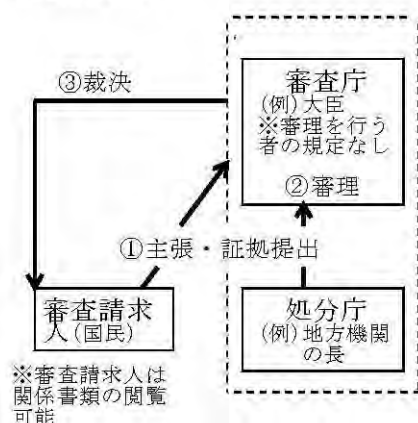 ③裁決
審査庁
(例)大臣
※審理を行う
者の規定なし
②審理
①主張・証拠提出
審査請求
人(国民)
処分庁
(例)地方機関
の長
※審査請求人は
関係書類の閲覧
可能